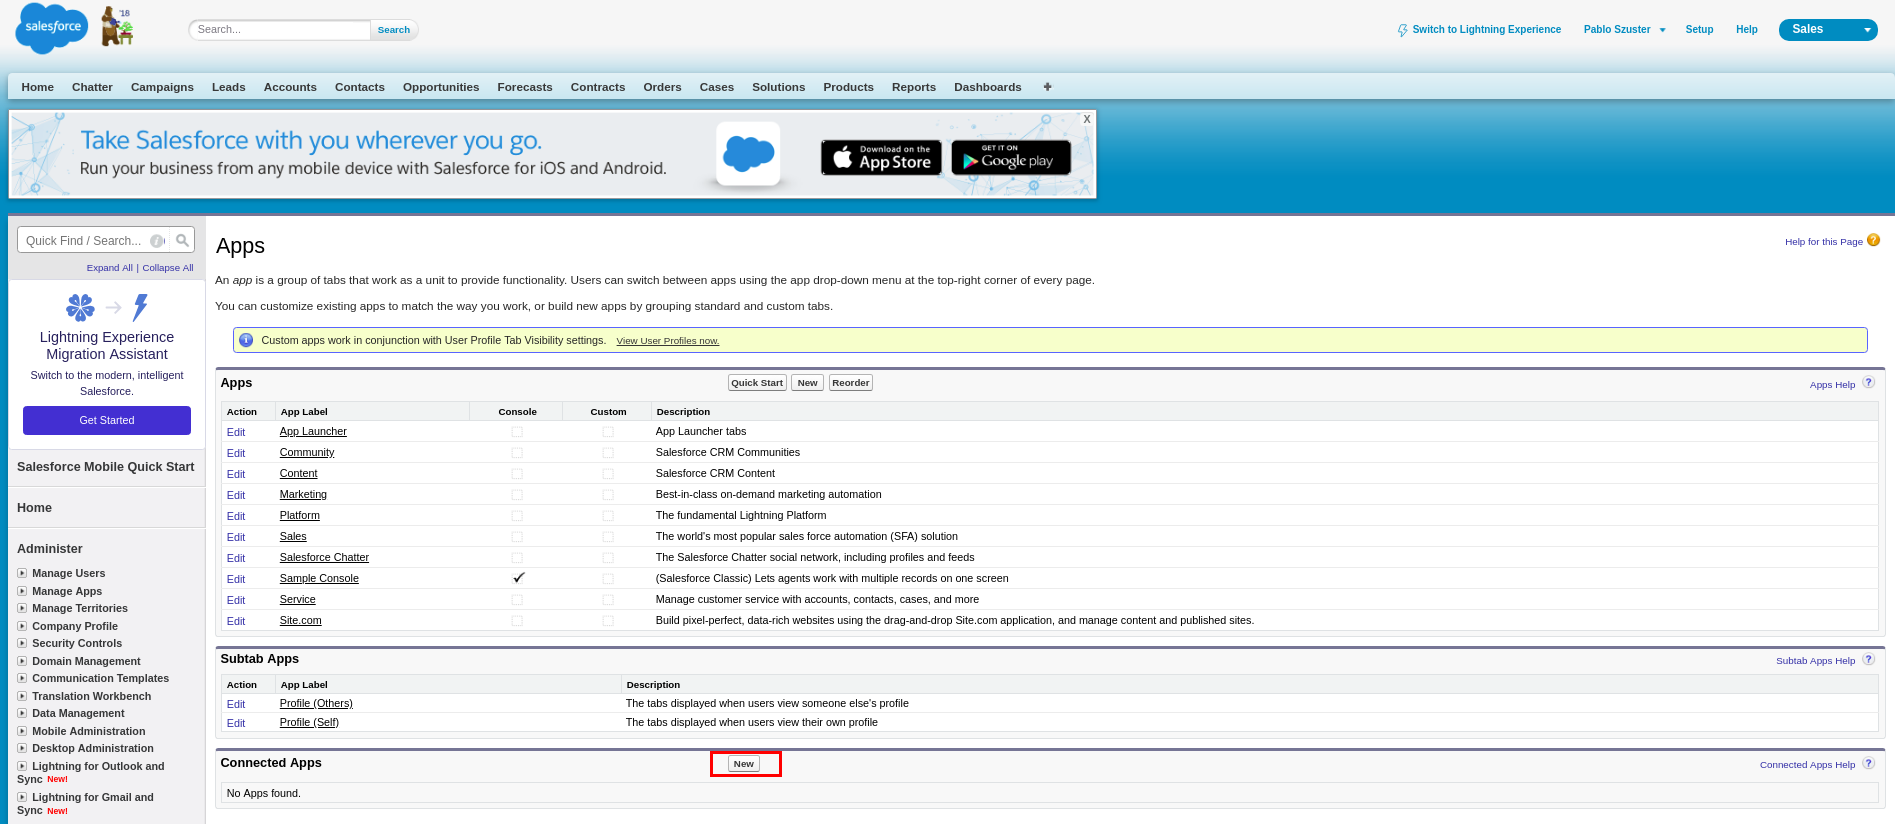 salesforce
'18
Search...
Search
Switch to Lightning Experience
Pablo Szuster
Setup
Help
Sales
Home Chatter Campaigns Leads Accounts Contacts Opportunities Forecasts Contracts Orders Cases Solutions Products Reports Dashboards +
X
Take Salesforce with you wherever you go.
Run your business from any mobile device with Salesforce for iOS and Android.
Download on the
App Store
GET IT ON
Google play
Quick Find / Search...
Expand All | Collapse All
Lightning Experience
Migration Assistant
Switch to the modern, intelligent
Salesforce.
Get Started
Salesforce Mobile Quick Start
Home
Administer
Manage Users
Manage Apps
Manage Territories
Company Profile
Security Controls
Domain Management
Communication Templates
Translation Workbench
Data Management
Mobile Administration
Desktop Administration
Lightning for Outlook and
Sync New!
Lightning for Gmail and
Sync New!
Apps
Help for this Page ?
An app is a group of tabs that work as a unit to provide functionality. Users can switch between apps using the app drop-down menu at the top-right corner of every page.
You can customize existing apps to match the way you work, or build new apps by grouping standard and custom tabs.
i Custom apps work in conjunction with User Profile Tab Visibility settings. View User Profiles now.
Apps Quick Start New Reorder Apps Help ?
Action App Label Console Custom Description
Edit App Launcher App Launcher tabs
Edit Community Salesforce CRM Communities
Edit Content Salesforce CRM Content
Edit Marketing Best-in-class on-demand marketing automation
Edit Platform The fundamental Lightning Platform
Edit Sales The world's most popular sales force automation (SFA) solution
Edit Salesforce Chatter The Salesforce Chatter social network, including profiles and feeds
Edit Sample Console (Salesforce Classic) Lets agents work with multiple records on one screen
Edit Service Manage customer service with accounts, contacts, cases, and more
Edit Site.com Build pixel-perfect, data-rich websites using the drag-and-drop Site.com application, and manage content and published sites.
Subtab Apps Subtab Apps Help ?
Action App Label Description
Edit Profile (Others) The tabs displayed when users view someone else's profile
Edit Profile (Self) The tabs displayed when users view their own profile
Connected Apps New Connected Apps Help ?
No Apps found.